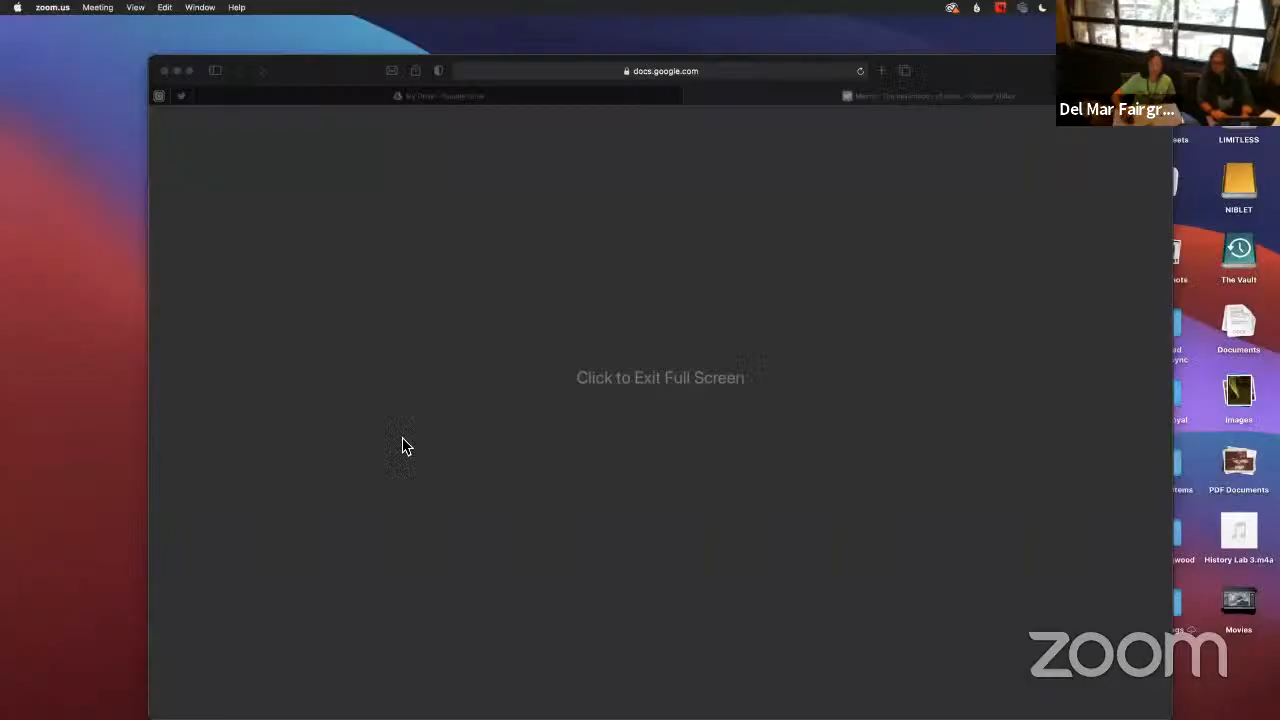 zoom.us Meeting View Edit Window Help
docs.google.com
Del Mar Fairgr...
LIMITLESS
NIBLET
The Vault
Documents
Images
PDF Documents
History Lab 3.m4a
Movies
Click to Exit Full Screen
zoom